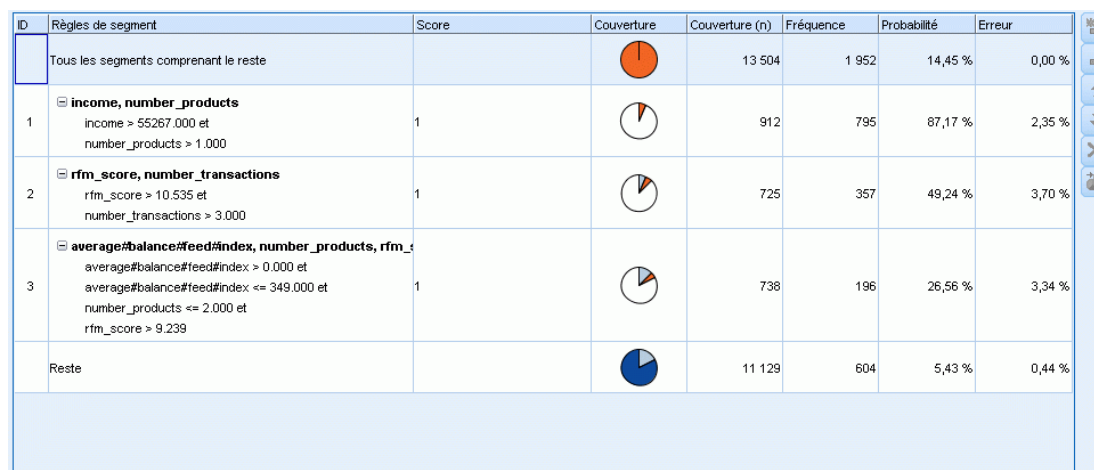 ID Règles de segment Score Couverture Couverture (n) Fréquence Probabilité Erreur
Tous les segments comprenant le reste 13 504 1 952 14,45 % 0,00 %
income, number_products
1 income > 55267.000 et 1 912 795 87,17 % 2,35 %
number_products > 1.000
rfm_score, number_transactions
2 rfm_score > 10.535 et 1 725 357 49,24 % 3,70 %
number_transactions > 3.000
average#balance#feed#index, number_products, rfm_s
average#balance#feed#index > 0.000 et
3 average#balance#feed#index <= 349.000 et 1 738 196 26,56 % 3,34 %
number_products <= 2.000 et
rfm_score > 9.239
Reste 11 129 604 5,43 % 0,44 %